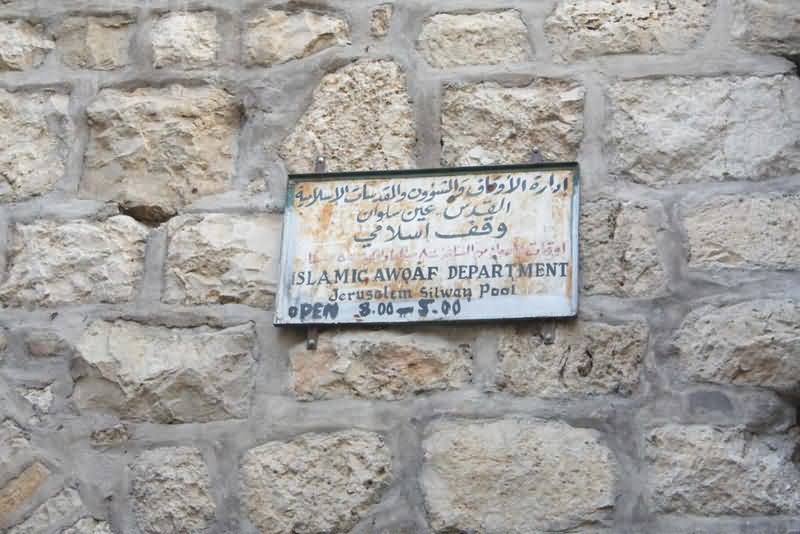 ادارة الأوقاف والشؤون والمقدسات الإسلامية
القدس عين سلوان
وقف اسلامي
اوقات
ISLAMIC AWQAF DEPARTMENT
Jerusalem Silwan Pool
OPEN 8.00 — 5.00